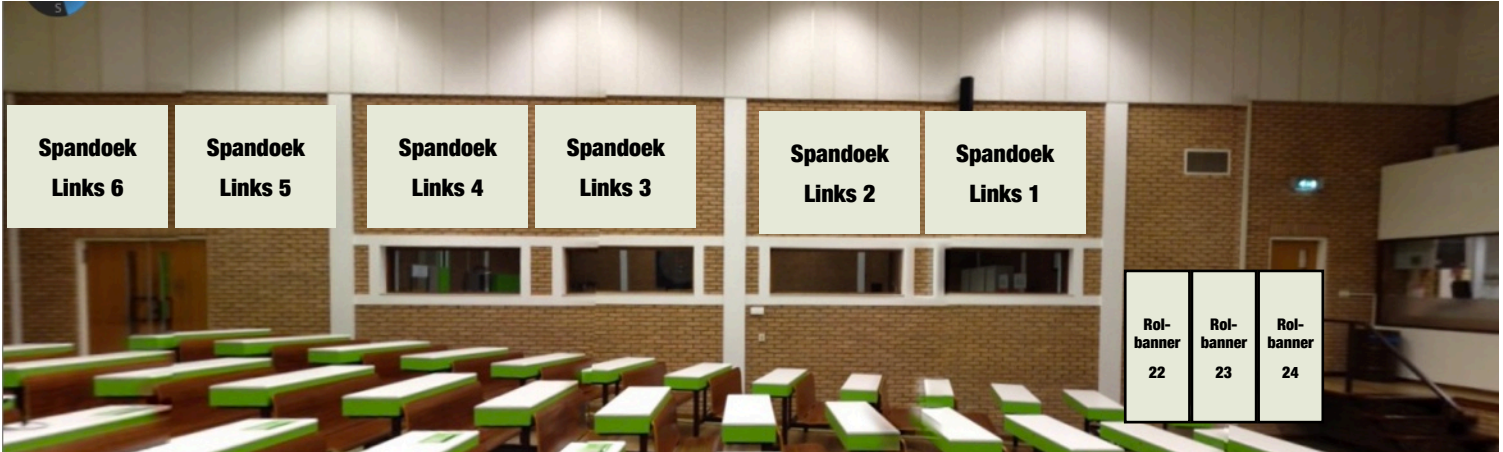 S
Spandoek
Links 6
Spandoek
Links 5
Spandoek
Links 4
Spandoek
Links 3
Spandoek
Links 2
Spandoek
Links 1
Rol-
banner
22
Rol-
banner
23
Rol-
banner
24